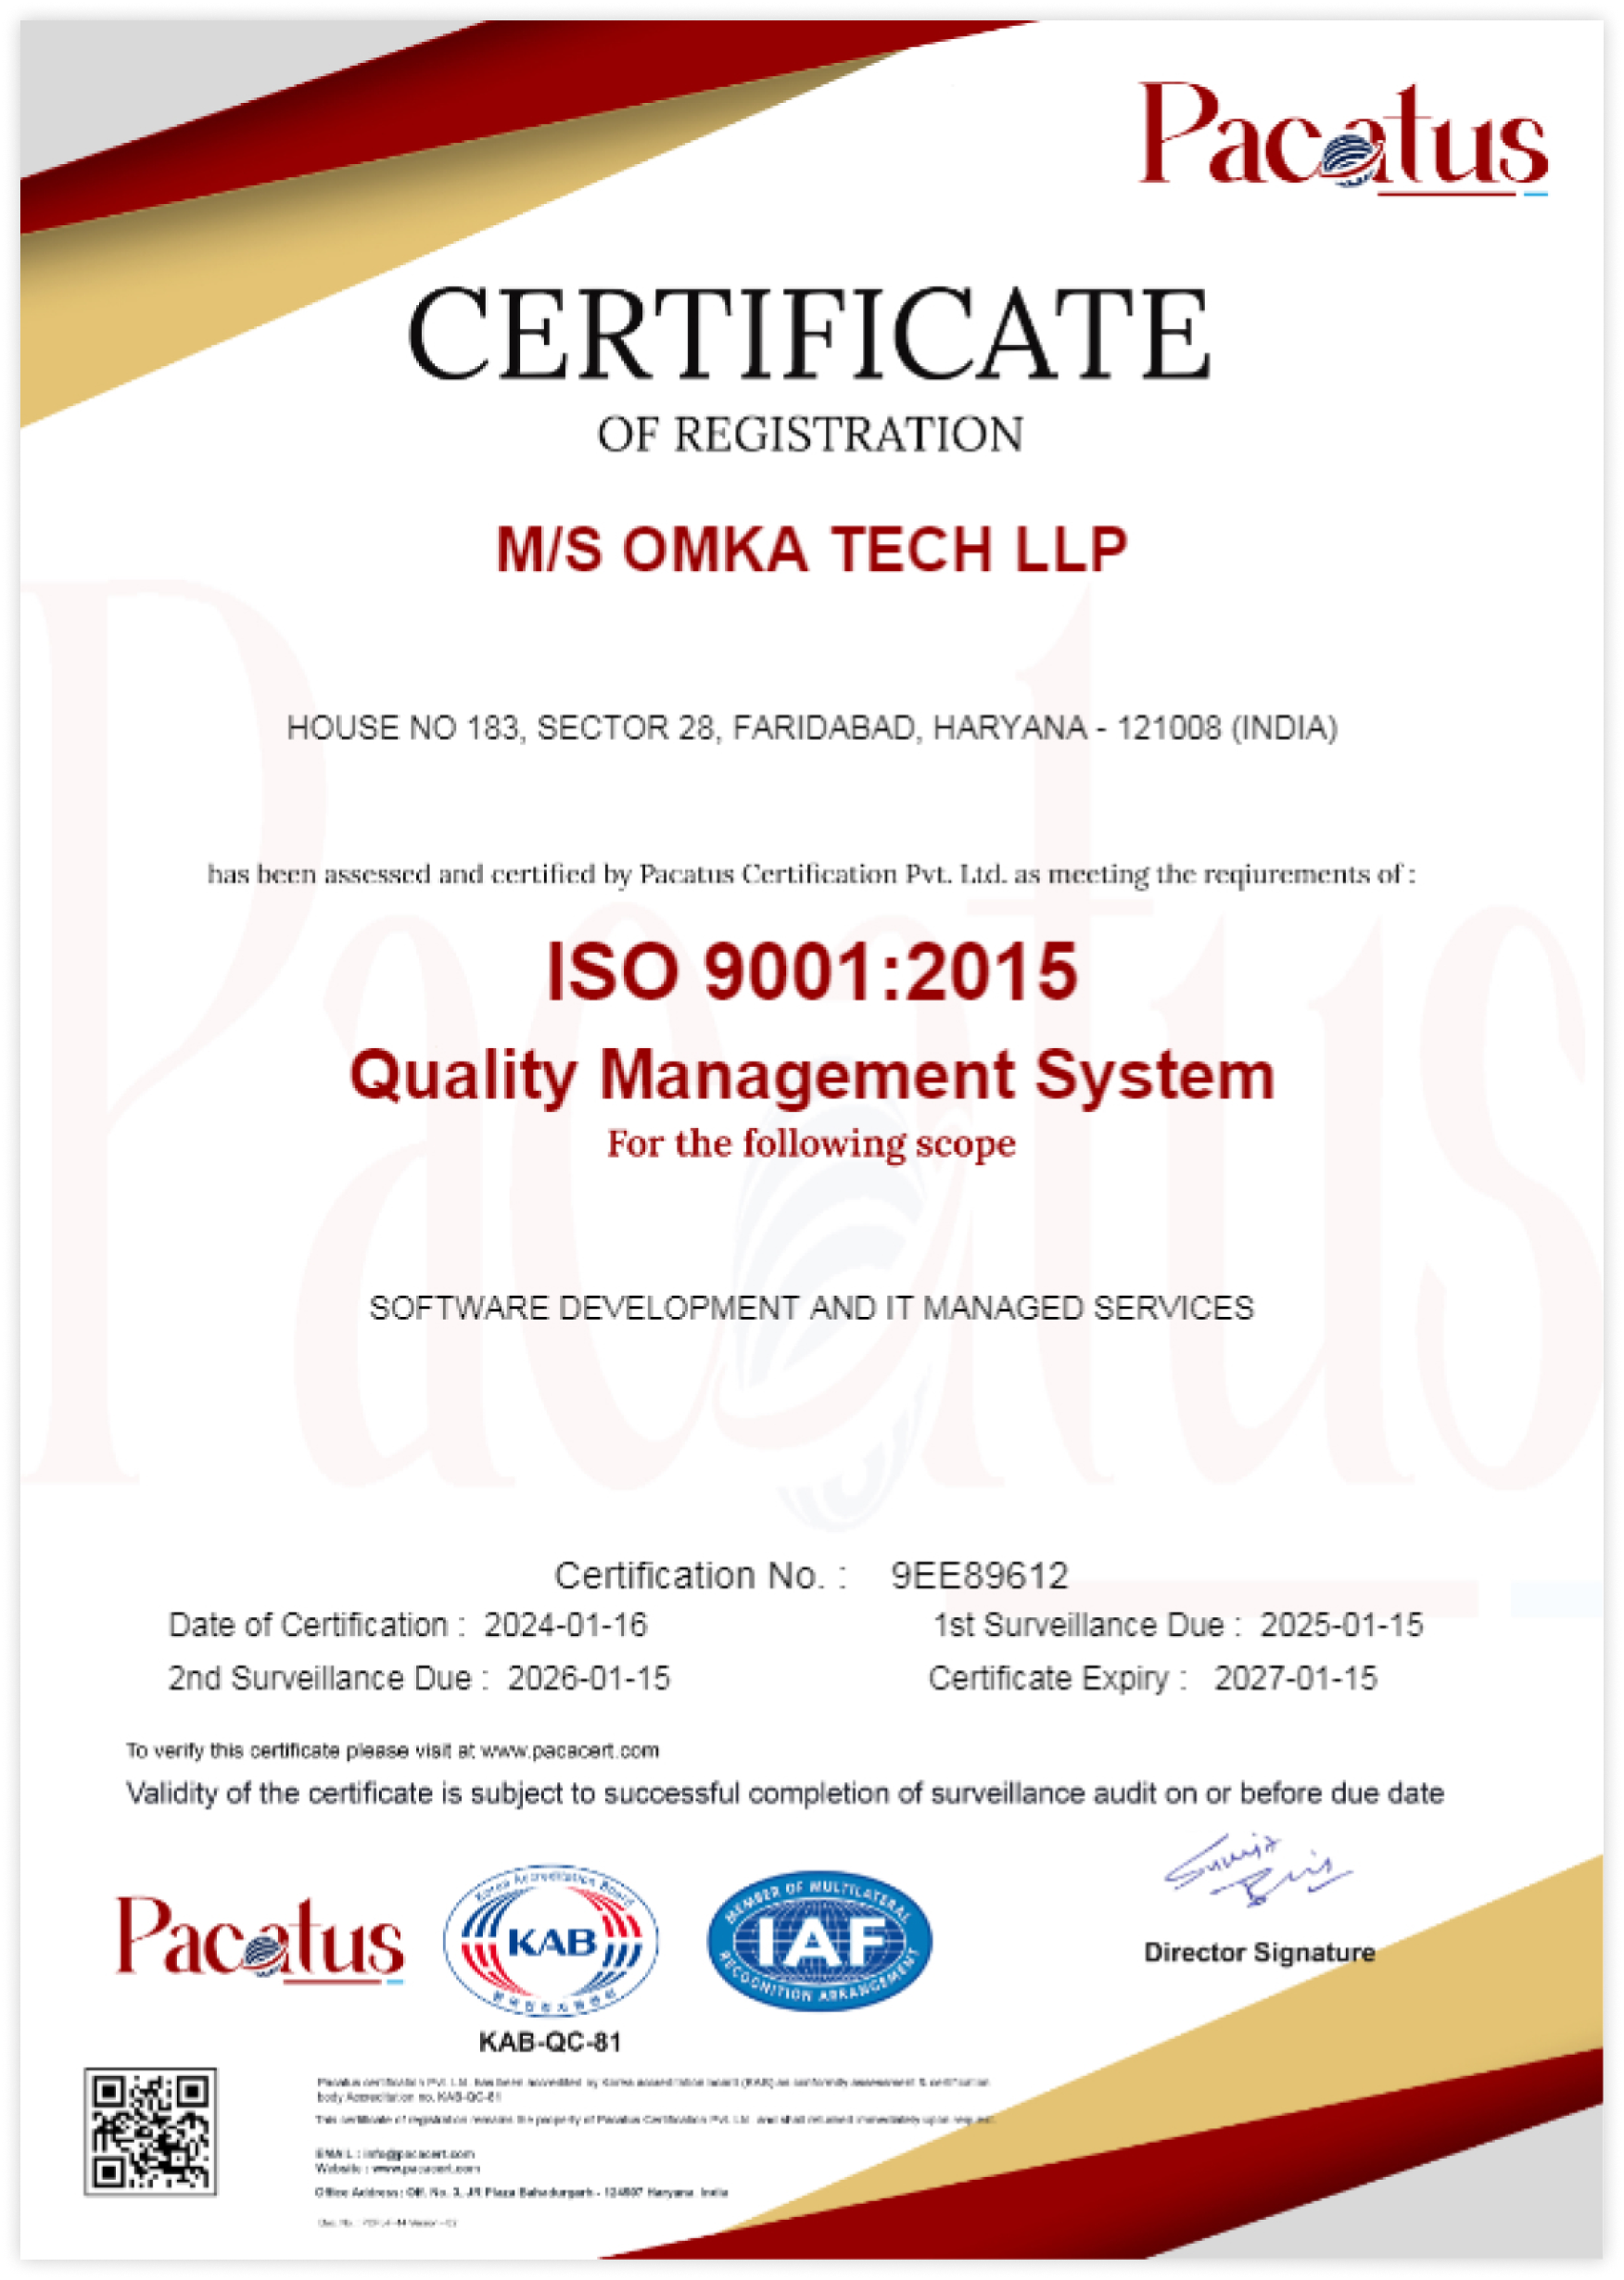 Pacatus
CERTIFICATE
OF REGISTRATION
M/S OMKA TECH LLP
HOUSE NO 183, SECTOR 28, FARIDABAD, HARYANA - 121008 (INDIA)
has been assessed and certified by Pacatus Certification Pvt. Ltd. as meeting the reqiurements of :
ISO 9001:2015
Quality Management System
For the following scope
SOFTWARE DEVELOPMENT AND IT MANAGED SERVICES
Certification No. : 9EE89612
Date of Certification : 2024-01-16 1st Surveillance Due : 2025-01-15
2nd Surveillance Due : 2026-01-15 Certificate Expiry : 2027-01-15
To verify this certificate please visit at www.pacacert.com
Validity of the certificate is subject to successful completion of surveillance audit on or before due date
Pacatus
Korea Accreditation Board
KAB
KAB-QC-81
MEMBER OF MULTILATERAL
IAF
RECOGNITION ARRANGEMENT
Director Signature
Pacatus certification Pvt. Ltd. has been accredited by Korea accreditation board (KAB) as conformity assessment & certification
body Accreditation no. KAB-QC-81
This certificate of registration remains the property of Pacatus Certification Pvt. Ltd. and shall returned immediately upon request
EMAIL : info@pacacert.com
Website : www.pacacert.com
Office Address : Off. No. 3, JR Plaza Bahadurgarh - 124507 Haryana, India